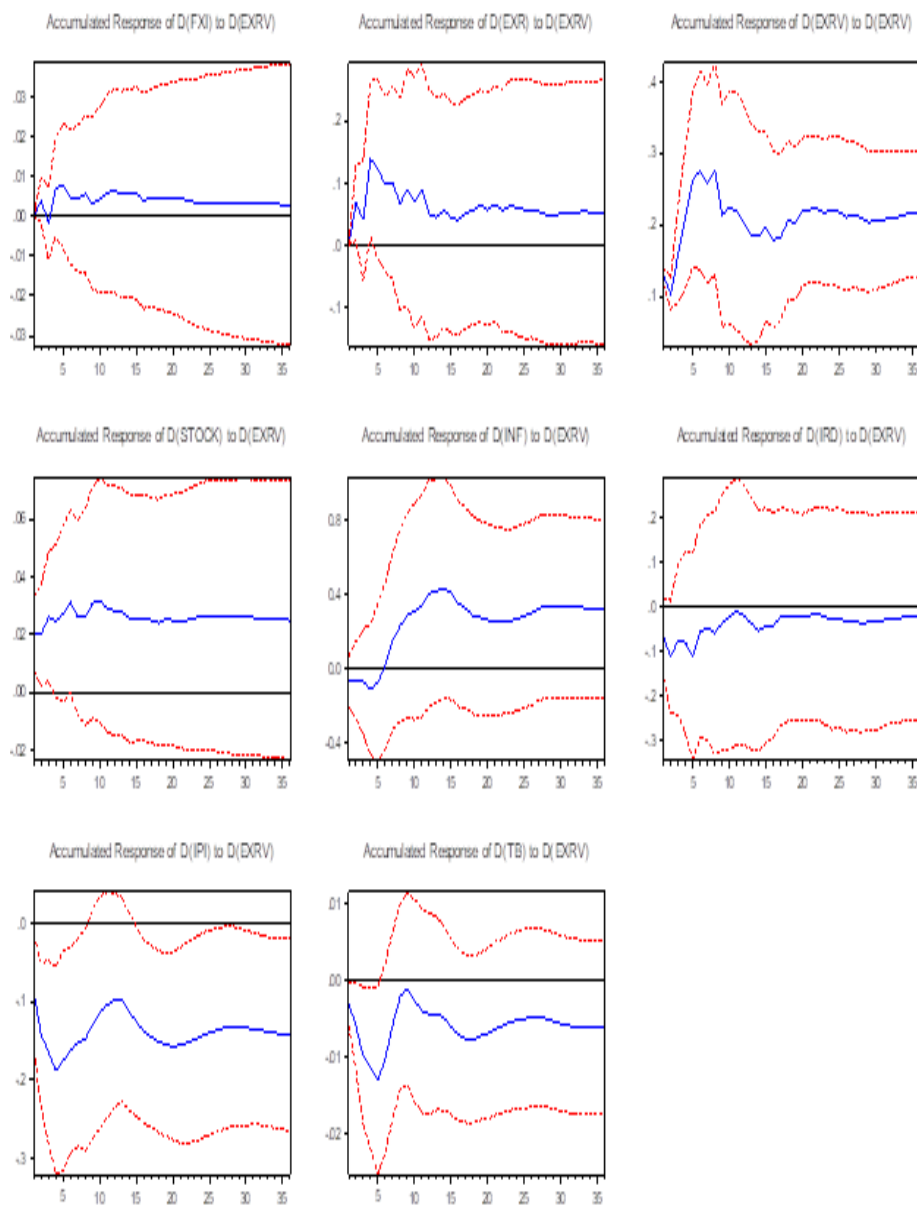 Accumulated Response of D(FXI) to D(EXRV)
Accumulated Response of D(EXR) to D(EXRV)
Accumulated Response of D(EXRV) to D(EXRV)
.03
.02
.01
.00
-.01
-.02
-.03
5 10 15 20 25 30 35
.2
.1
.0
-.1
5 10 15 20 25 30 35
.4
.3
.2
.1
5 10 15 20 25 30 35
Accumulated Response of D(STOCK) to D(EXRV)
Accumulated Response of D(INF) to D(EXRV)
Accumulated Response of D(IRD) to D(EXRV)
.06
.04
.02
.00
-.02
5 10 15 20 25 30 35
0.8
0.4
0.0
-0.4
5 10 15 20 25 30 35
.2
.1
.0
-.1
-.2
-.3
5 10 15 20 25 30 35
Accumulated Response of D(IPI) to D(EXRV)
Accumulated Response of D(TB) to D(EXRV)
.0
-.1
-.2
-.3
5 10 15 20 25 30 35
.01
.00
-.01
-.02
5 10 15 20 25 30 35